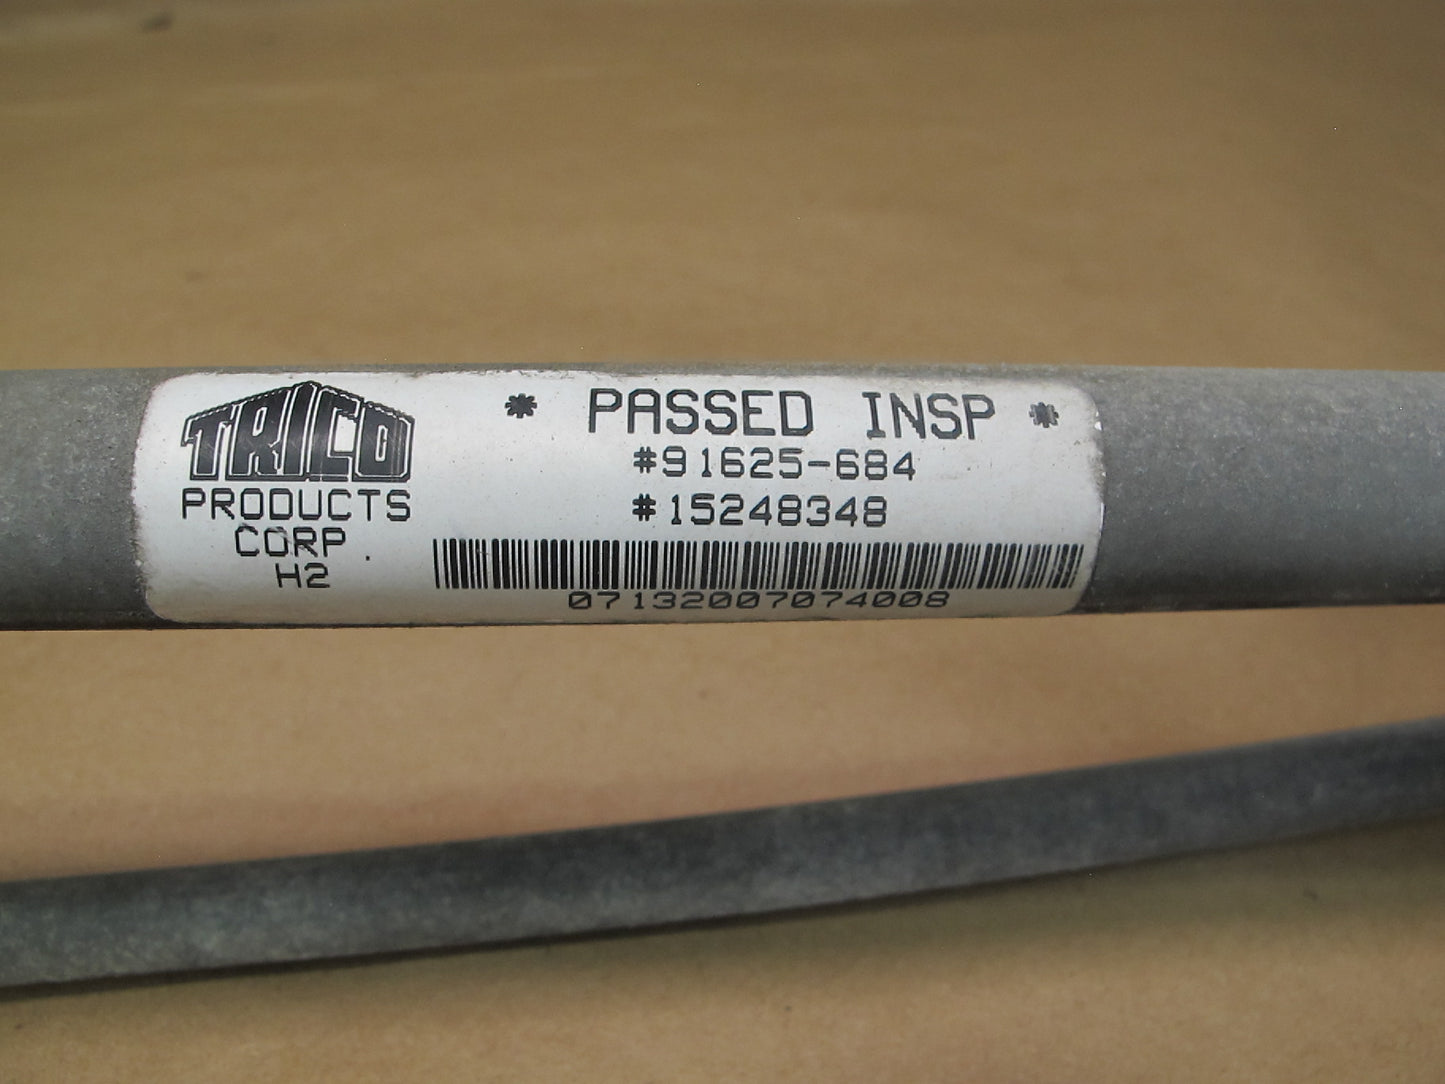 TRICO
PRODUCTS
CORP.
H2
* PASSED INSP *
#91625-684
#15248348
07132007074008